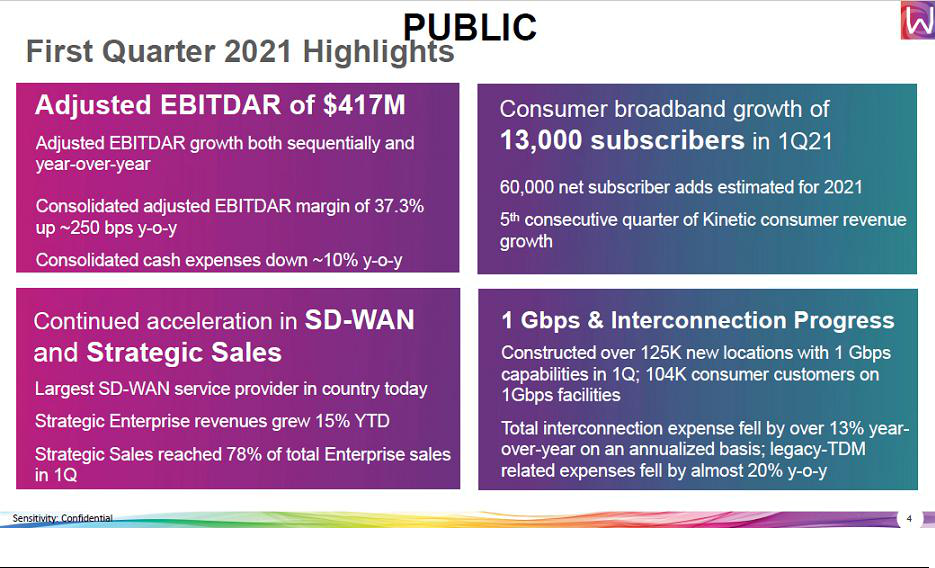 PUBLIC
First Quarter 2021 Highlights
W
Adjusted EBITDAR of $417M
Adjusted EBITDAR growth both sequentially and
year-over-year
Consolidated adjusted EBITDAR margin of 37.3%
up ~250 bps y-o-y
Consolidated cash expenses down ~10% y-o-y
Consumer broadband growth of
13,000 subscribers in 1Q21
60,000 net subscriber adds estimated for 2021
5th consecutive quarter of Kinetic consumer revenue
growth
Continued acceleration in SD-WAN
and Strategic Sales
Largest SD-WAN service provider in country today
Strategic Enterprise revenues grew 15% YTD
Strategic Sales reached 78% of total Enterprise sales
in 1Q
1 Gbps & Interconnection Progress
Constructed over 125K new locations with 1 Gbps
capabilities in 1Q; 104K consumer customers on
1Gbps facilities
Total interconnection expense fell by over 13% year-
over-year on an annualized basis; legacy-TDM
related expenses fell by almost 20% y-o-y
Sensitivity: Confidential
4